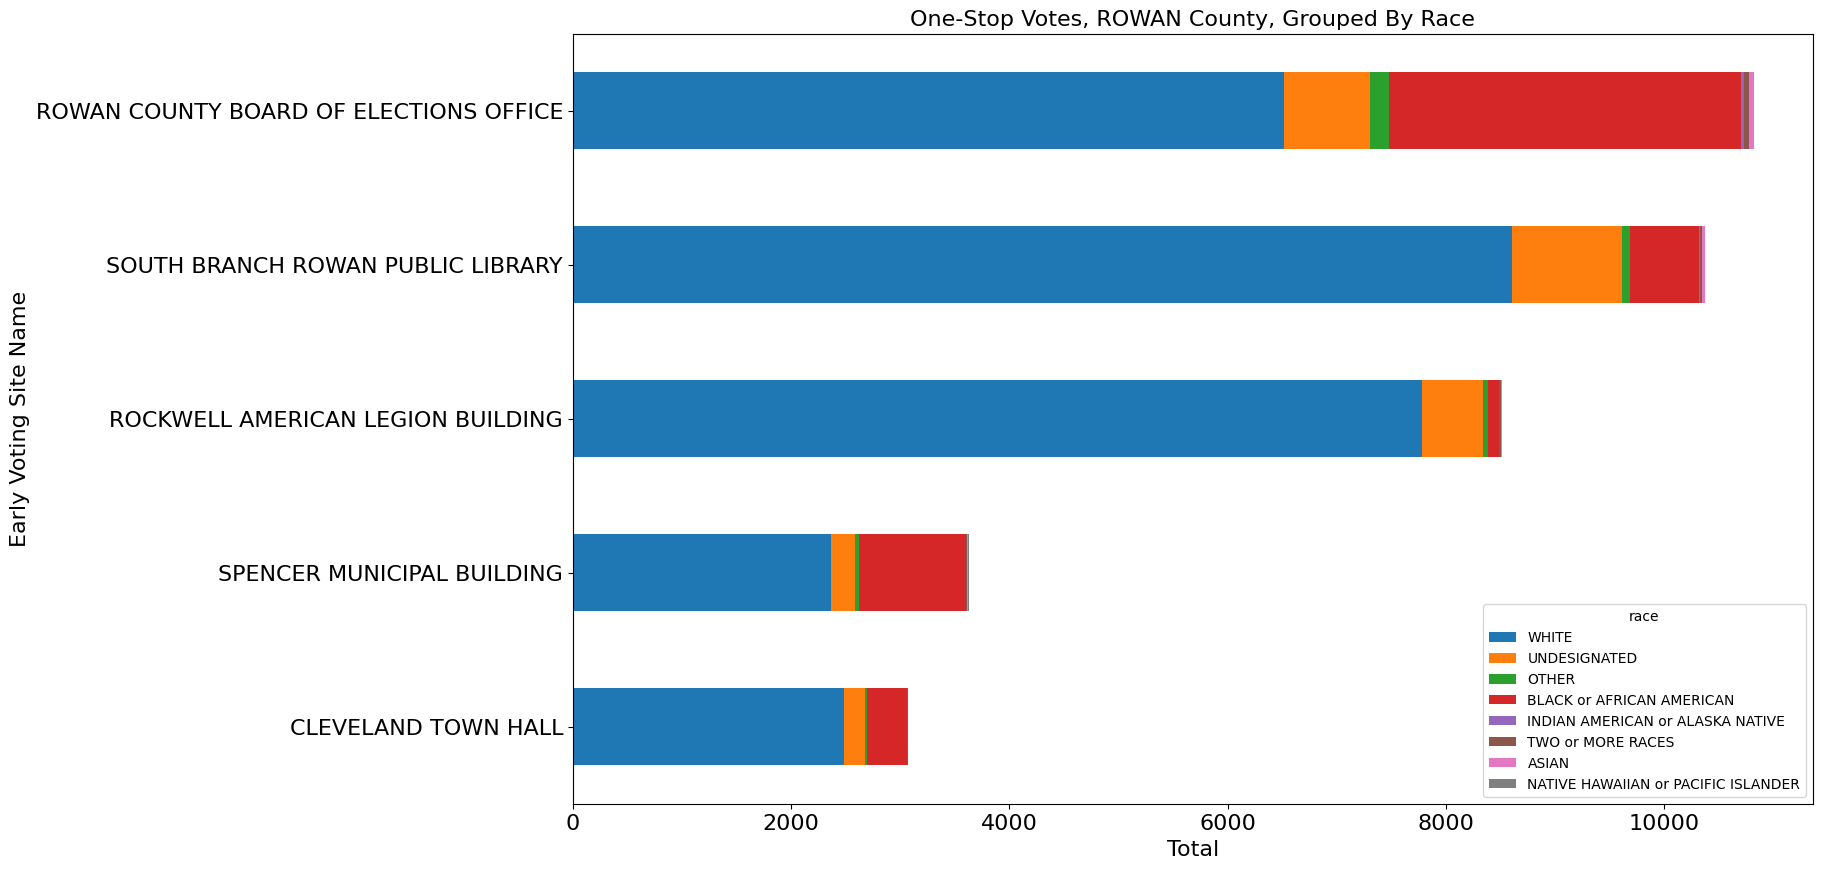 One-Stop Votes, ROWAN County, Grouped By Race
Early Voting Site Name
ROWAN COUNTY BOARD OF ELECTIONS OFFICE
SOUTH BRANCH ROWAN PUBLIC LIBRARY
ROCKWELL AMERICAN LEGION BUILDING
SPENCER MUNICIPAL BUILDING
CLEVELAND TOWN HALL
race
WHITE
UNDESIGNATED
OTHER
BLACK or AFRICAN AMERICAN
INDIAN AMERICAN or ALASKA NATIVE
TWO or MORE RACES
ASIAN
NATIVE HAWAIIAN or PACIFIC ISLANDER
0 2000 4000 6000 8000 10000
Total